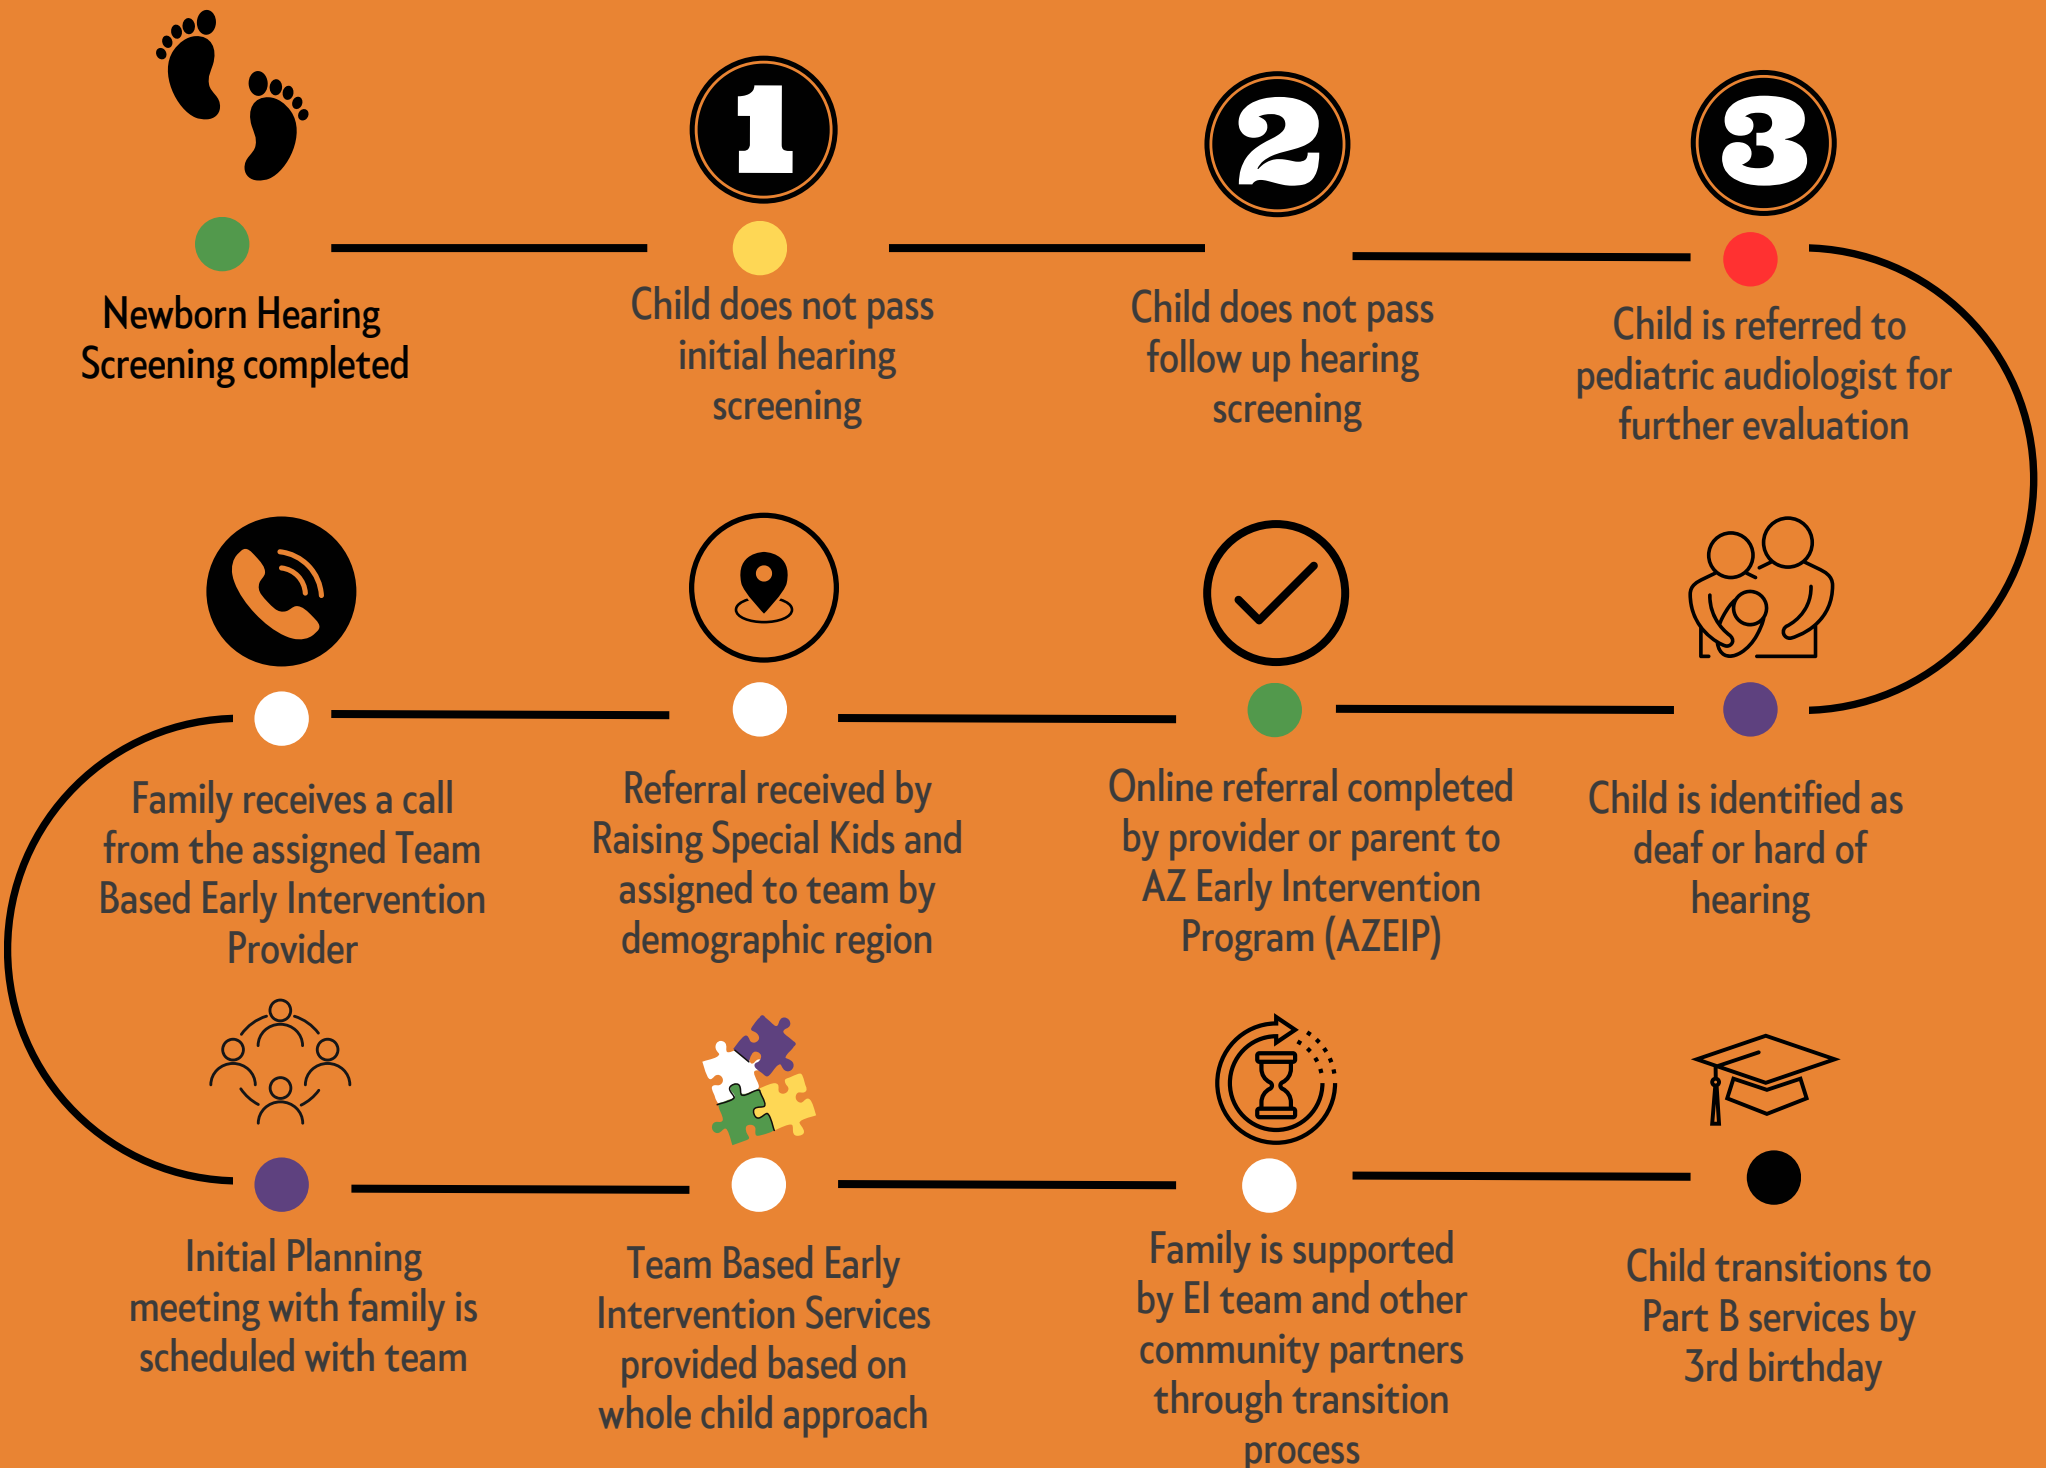 Newborn Hearing
Screening completed
1
Child does not pass
initial hearing
screening
2
Child does not pass
follow up hearing
screening
3
Child is referred to
pediatric audiologist for
further evaluation
Child is identified as
deaf or hard of
hearing
Online referral completed
by provider or parent to
AZ Early Intervention
Program (AZEIP)
Referral received by
Raising Special Kids and
assigned to team by
demographic region
Family receives a call
from the assigned Team
Based Early Intervention
Provider
Initial Planning
meeting with family is
scheduled with team
Team Based Early
Intervention Services
provided based on
whole child approach
Family is supported
by EI team and other
community partners
through transition
process
Child transitions to
Part B services by
3rd birthday